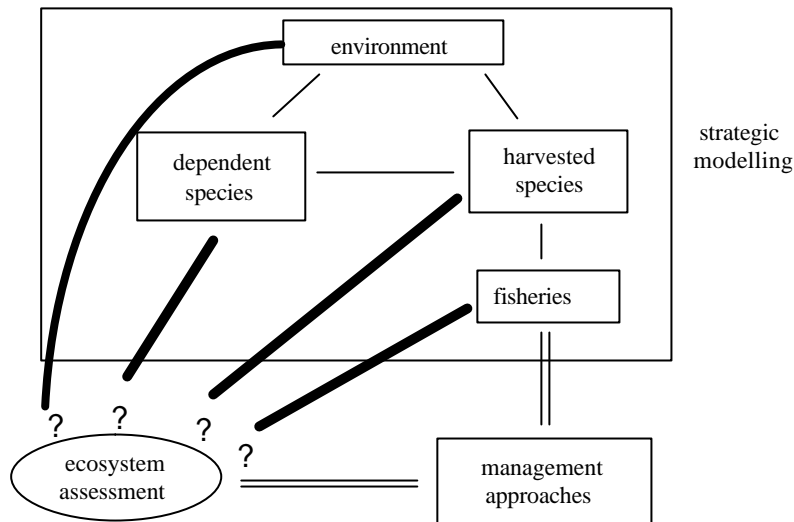 environment
dependent
species
harvested
species
strategic
modelling
fisheries
?
?
?
?
ecosystem
assessment
management
approaches